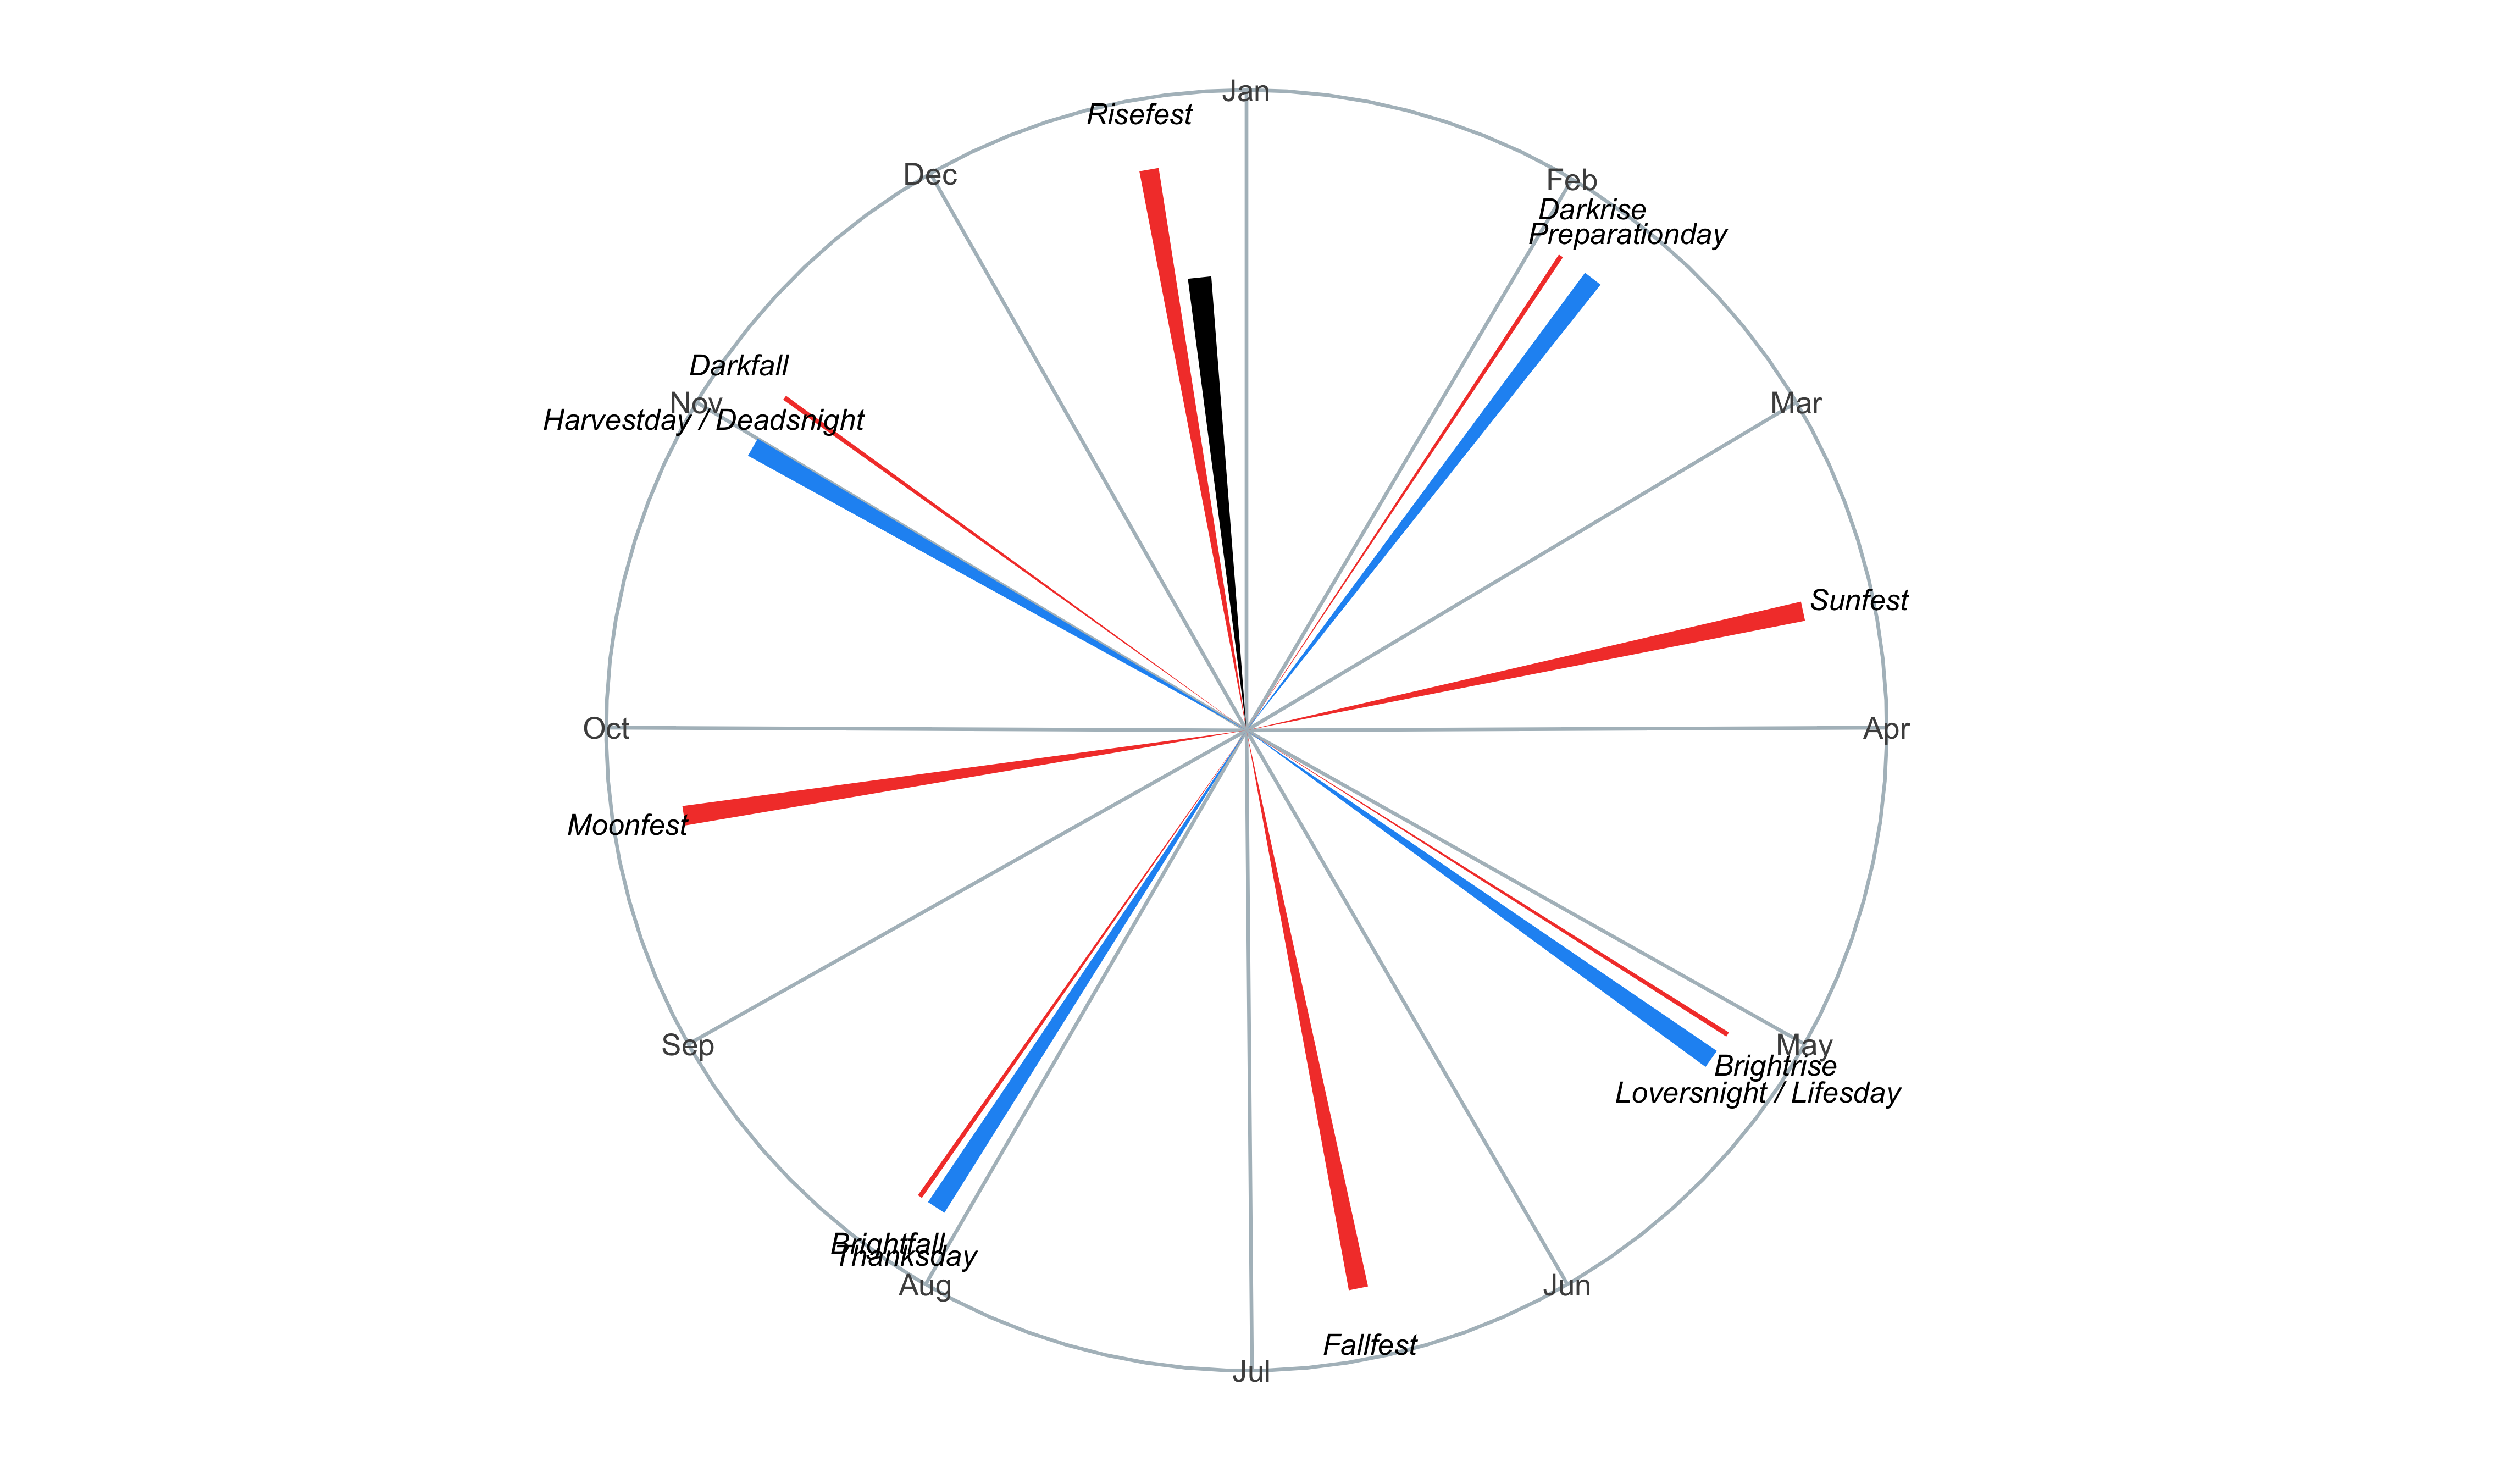 Jan
Risefest
Dec
Feb
Darkrise
Preparationday
Darkfall
Nov
Mar
Harvestday / Deadsnight
Sunfest
Oct
Apr
Moonfest
Sep
May
Brightrise
Loversnight / Lifesday
Brightfall
Thanksday
Aug
Jun
Fallfest
Jul